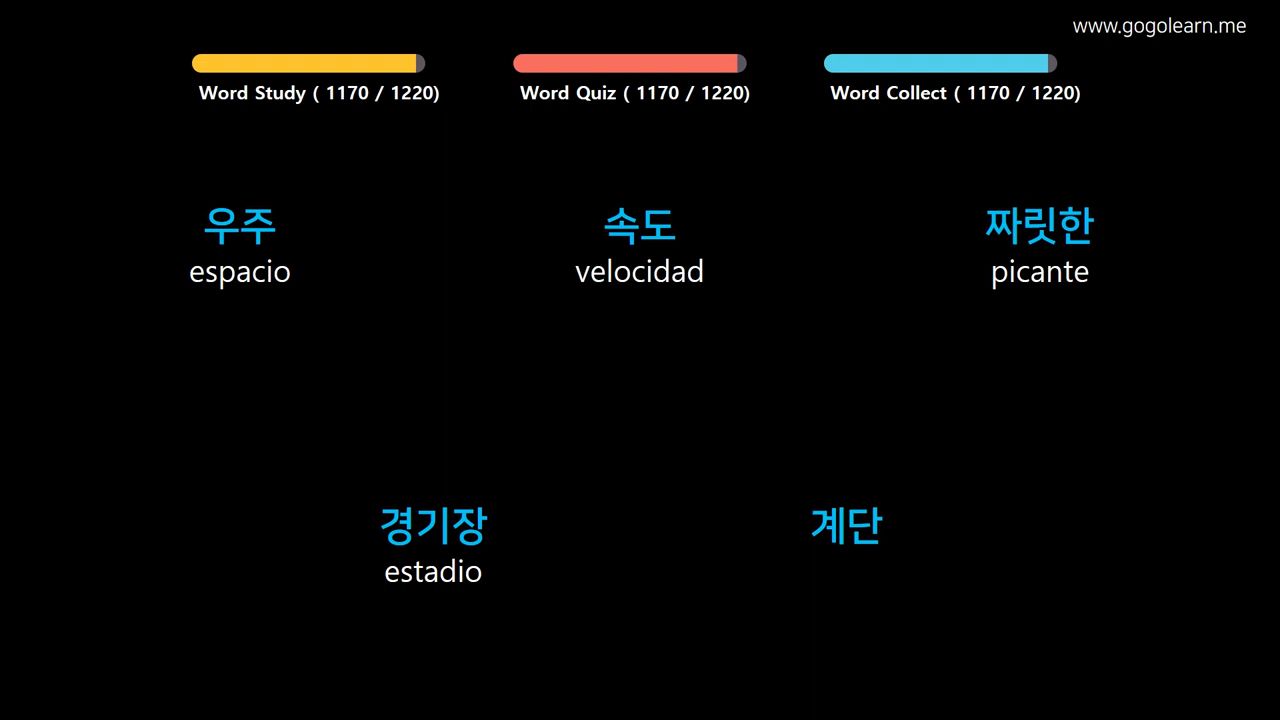 www.gogolearn.me
Word Study ( 1170 / 1220)
Word Quiz ( 1170 / 1220)
Word Collect ( 1170 / 1220)
우주
espacio
속도
velocidad
짜릿한
picante
경기장
estadio
계단